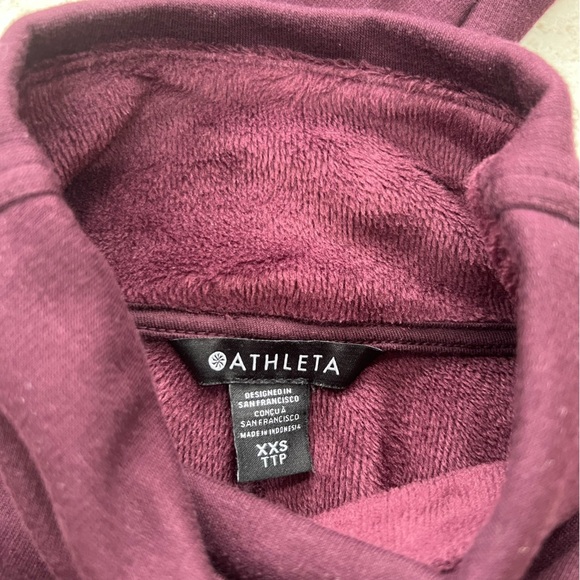 ATHLETA
DESIGNED IN
SAN FRANCISCO
CONÇU À
SAN FRANCISCO
MADE IN INDONESIA
XXS
TTP